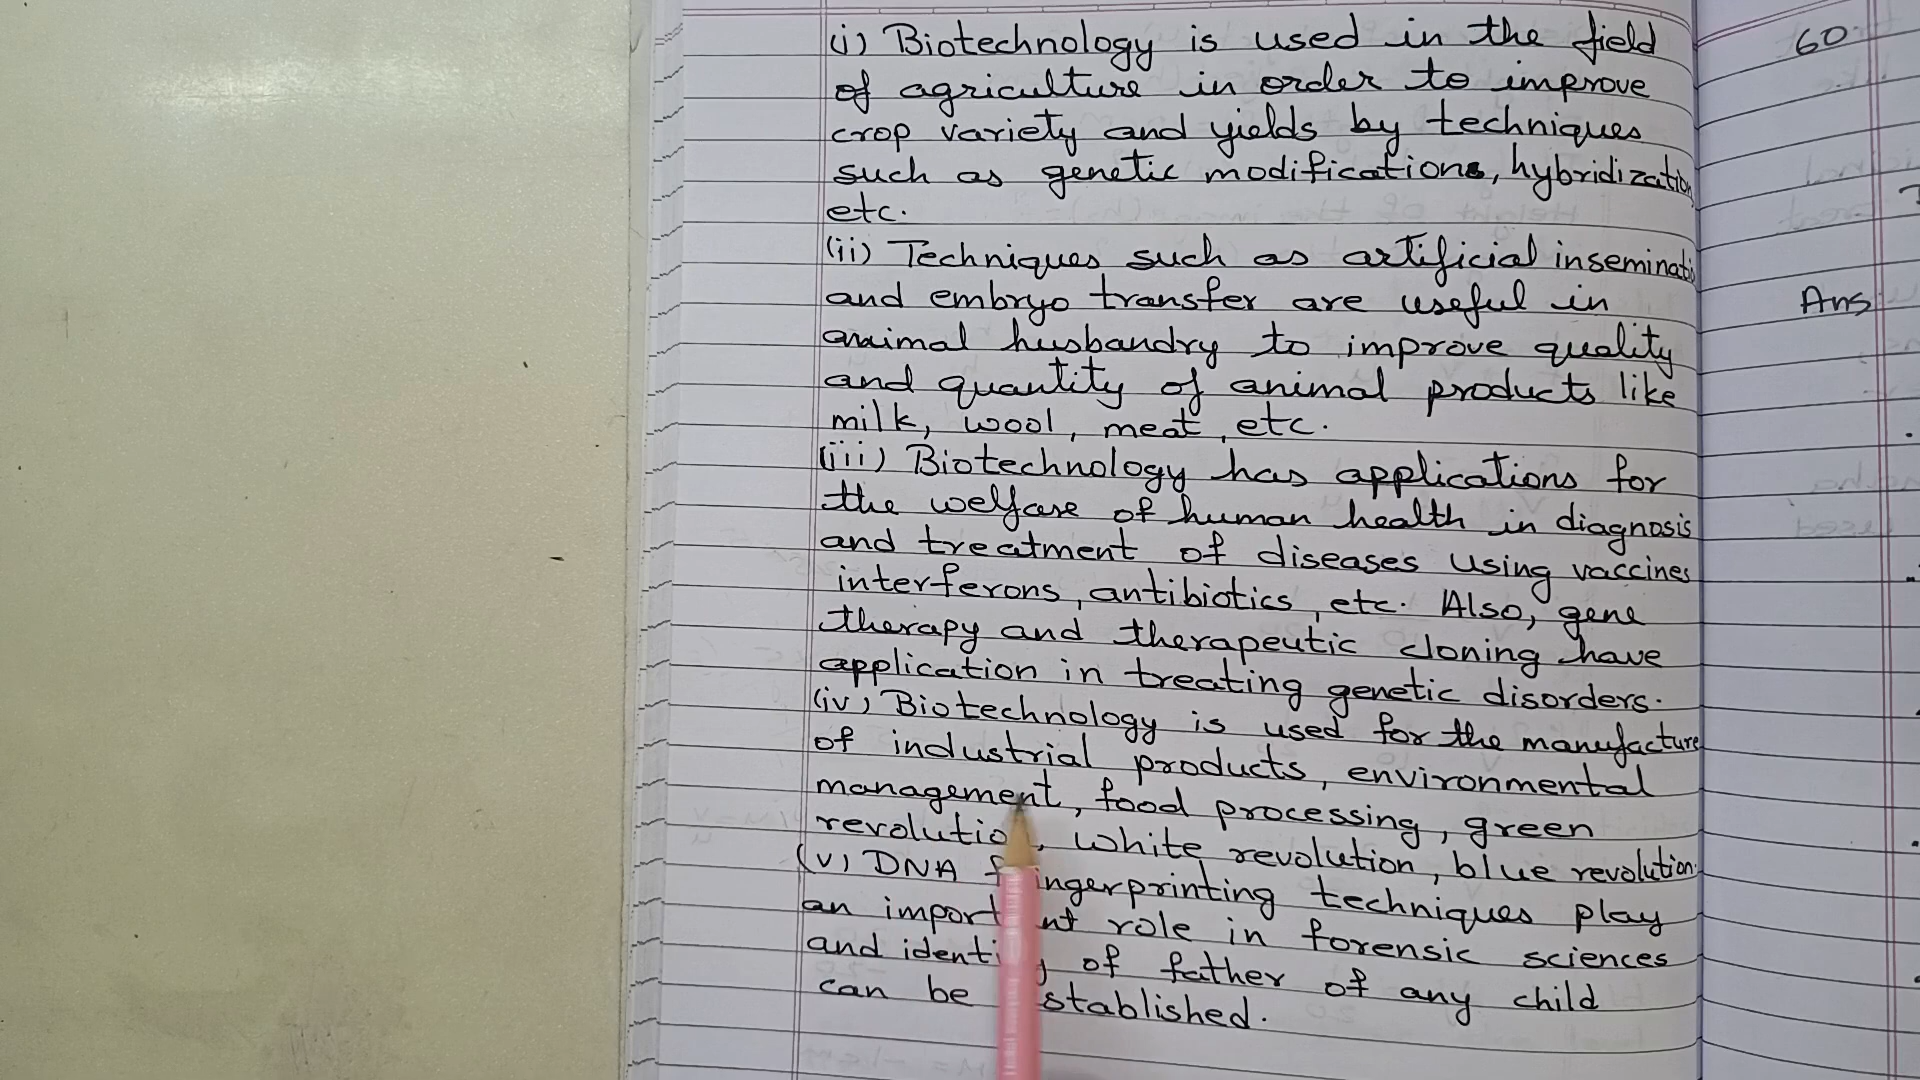 (i) Biotechnology is used in the field
of agriculture in order to improve
crop variety and yields by techniques
such as genetic modifications, hybridization
etc.
(ii) Techniques such as artificial inseminati
and embryo transfer are useful in
animal husbandry to improve quality
and quantity of animal products like
milk, wool, meat, etc.
(iii) Biotechnology has applications for
the welfare of human health in diagnosis
and treatment of diseases using vaccines
interferons, antibiotics, etc. Also, gene
therapy and therapeutic cloning have
application in treating genetic disorders.
(iv) Biotechnology is used for the manufacture
of industrial products, environmental
management, food processing, green
revolutio, white revolution, blue revolution.
(v) DNA fingerprinting techniques play
an important role in forensic sciences
and identi of father of any child
can be stablished.
60.
Ans